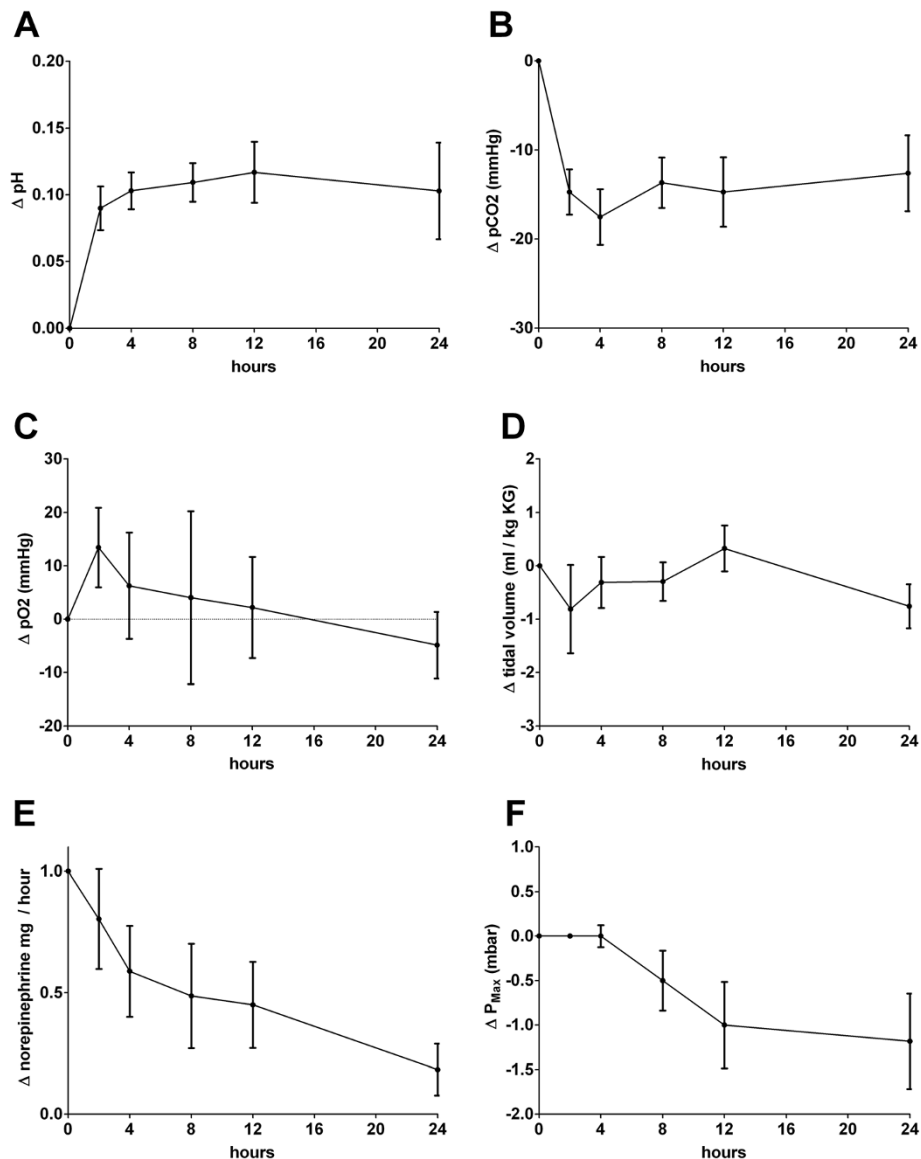 A
Δ pH
0.20
0.15
0.10
0.05
0.00
0 4 8 12 16 20 24
hours
B
Δ pCO2 (mmHg)
0
-10
-20
-30
0 4 8 12 16 20 24
hours
C
Δ pO2 (mmHg)
30
20
10
0
-10
-20
0 4 8 12 16 20 24
hours
D
Δ tidal volume (ml / kg KG)
2
1
0
-1
-2
-3
0 4 8 12 16 20 24
hours
E
Δ norepinephrine mg / hour
1.0
0.5
0.0
0 4 8 12 16 20 24
hours
F
Δ PMax (mbar)
1.0
0.5
0.0
-0.5
-1.0
-1.5
-2.0
0 4 8 12 16 20 24
hours